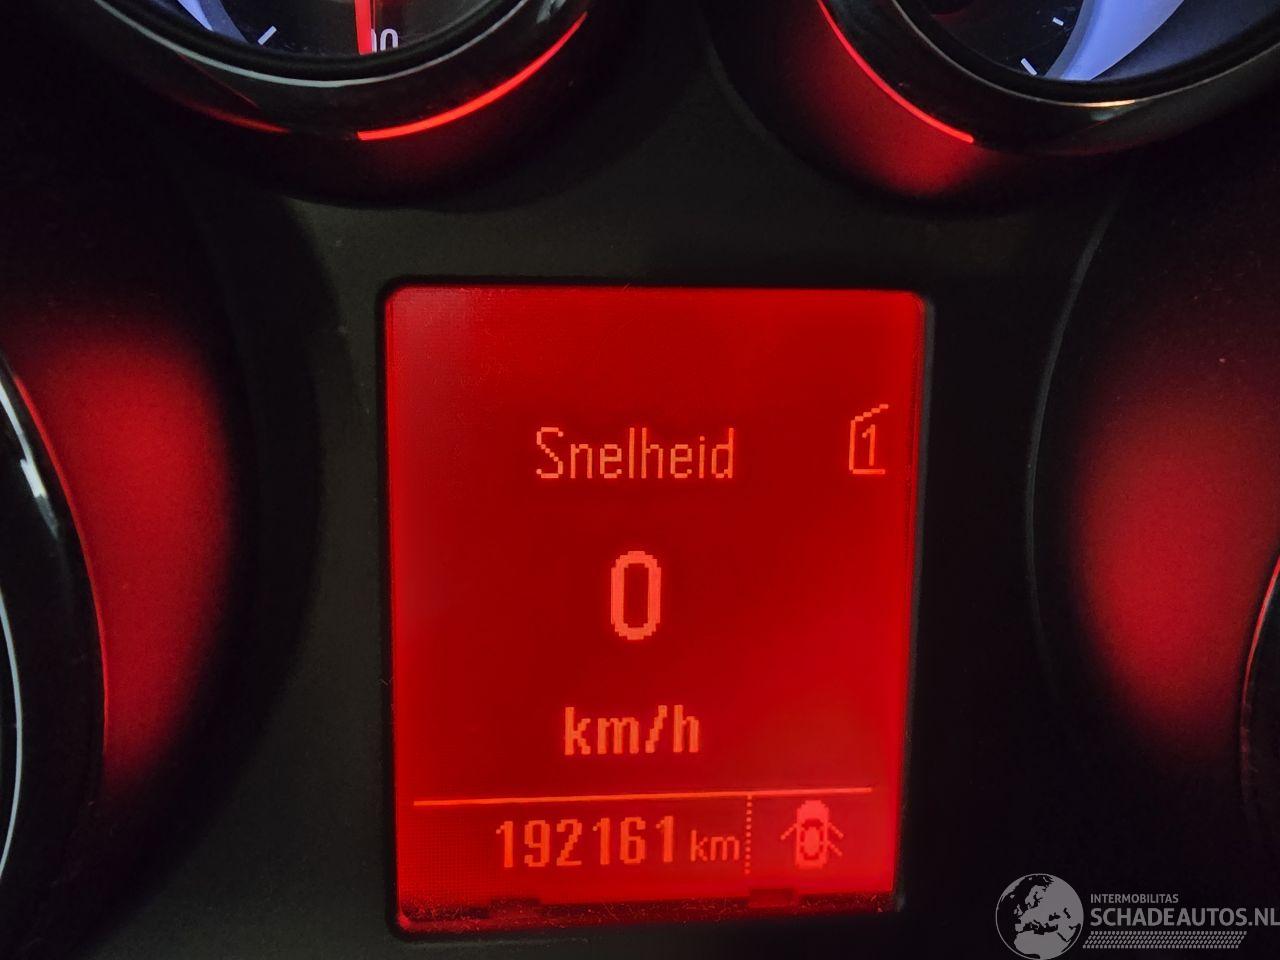 Snelheid
1
0
km/h
192161 km
INTERMOBILITAS
SCHADEAUTOS.NL